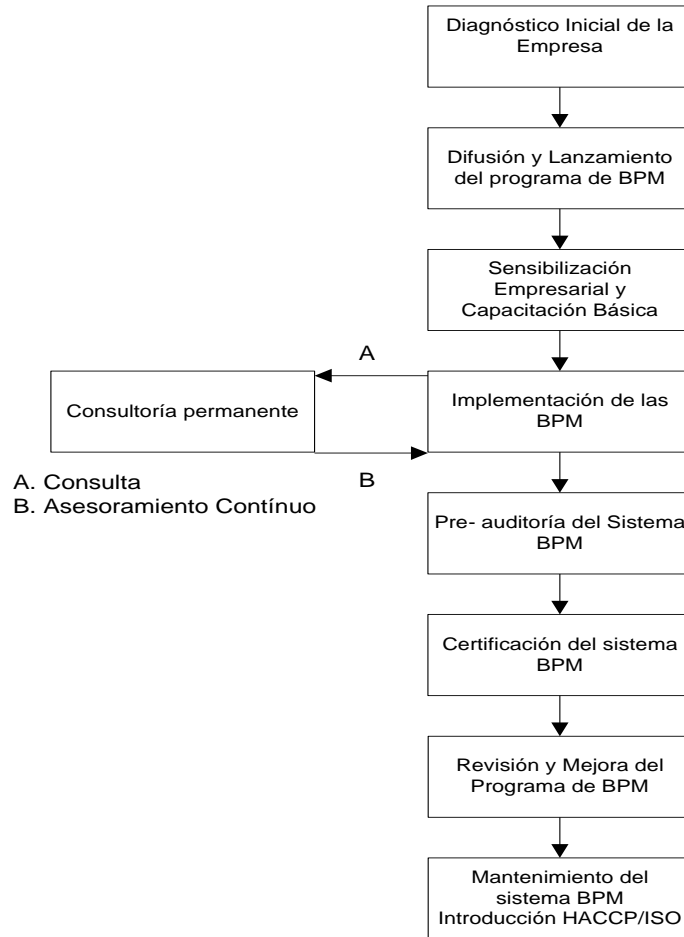 Diagnóstico Inicial de la
Empresa
Difusión y Lanzamiento
del programa de BPM
Sensibilización
Empresarial y
Capacitación Básica
A
Consultoría permanente
Implementación de las
BPM
B
A. Consulta
B. Asesoramiento Contínuo
Pre- auditoría del Sistema
BPM
Certificación del sistema
BPM
Revisión y Mejora del
Programa de BPM
Mantenimiento del
sistema BPM
Introducción HACCP/ISO